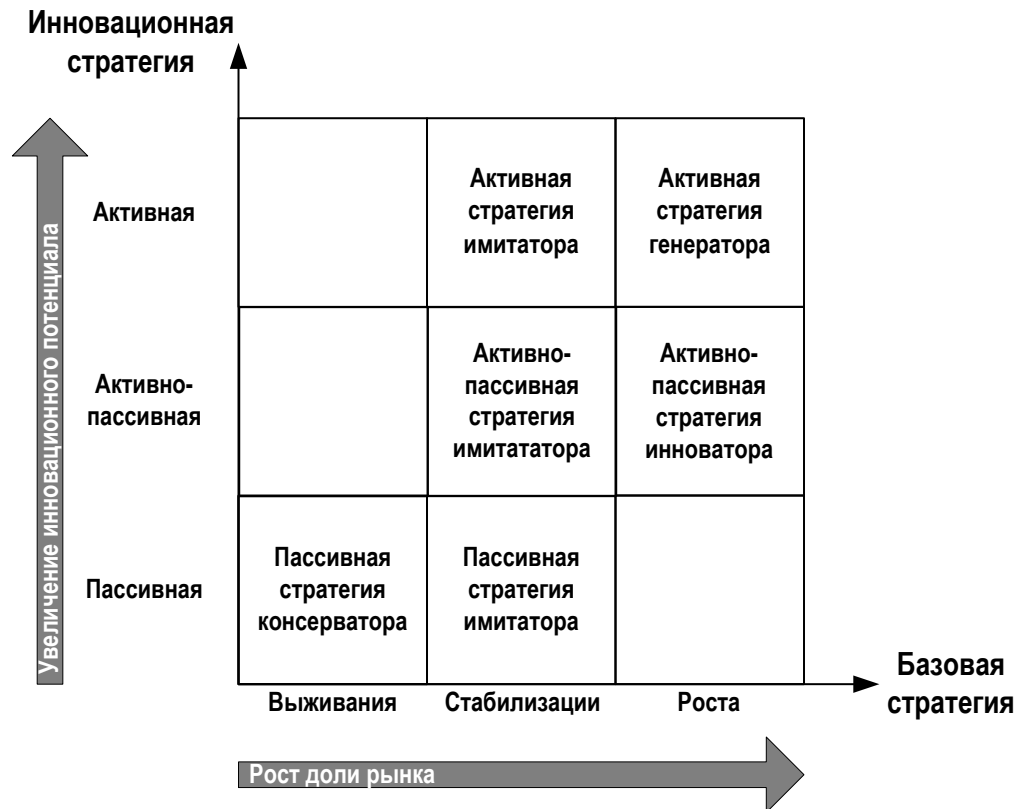 Инновационная
стратегия
Увеличение инновационного потенциала
Активная
Активная
стратегия
имитатора
Активная
стратегия
генератора
Активно-
пассивная
Активно-
пассивная
стратегия
имитататора
Активно-
пассивная
стратегия
инноватора
Пассивная
Пассивная
стратегия
консерватора
Пассивная
стратегия
имитатора
Выживания
Стабилизации
Роста
Базовая
стратегия
Рост доли рынка